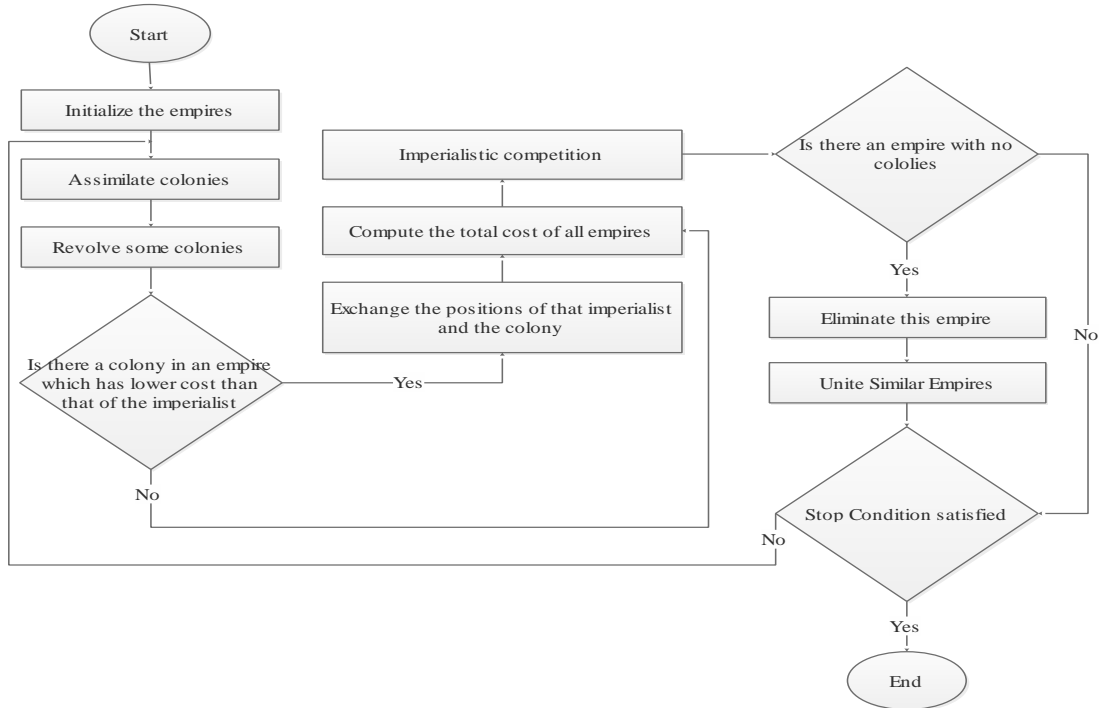 Start
Initialize the empires
Assimilate colonies
Revolve some colonies
Is there a colony in an empire
which has lower cost than
that of the imperialist
Yes
No
Exchange the positions of that imperialist
and the colony
Compute the total cost of all empires
Imperialistic competition
Is there an empire with no
cololies
Yes
No
Eliminate this empire
Unite Similar Empires
Stop Condition satisfied
No
Yes
End